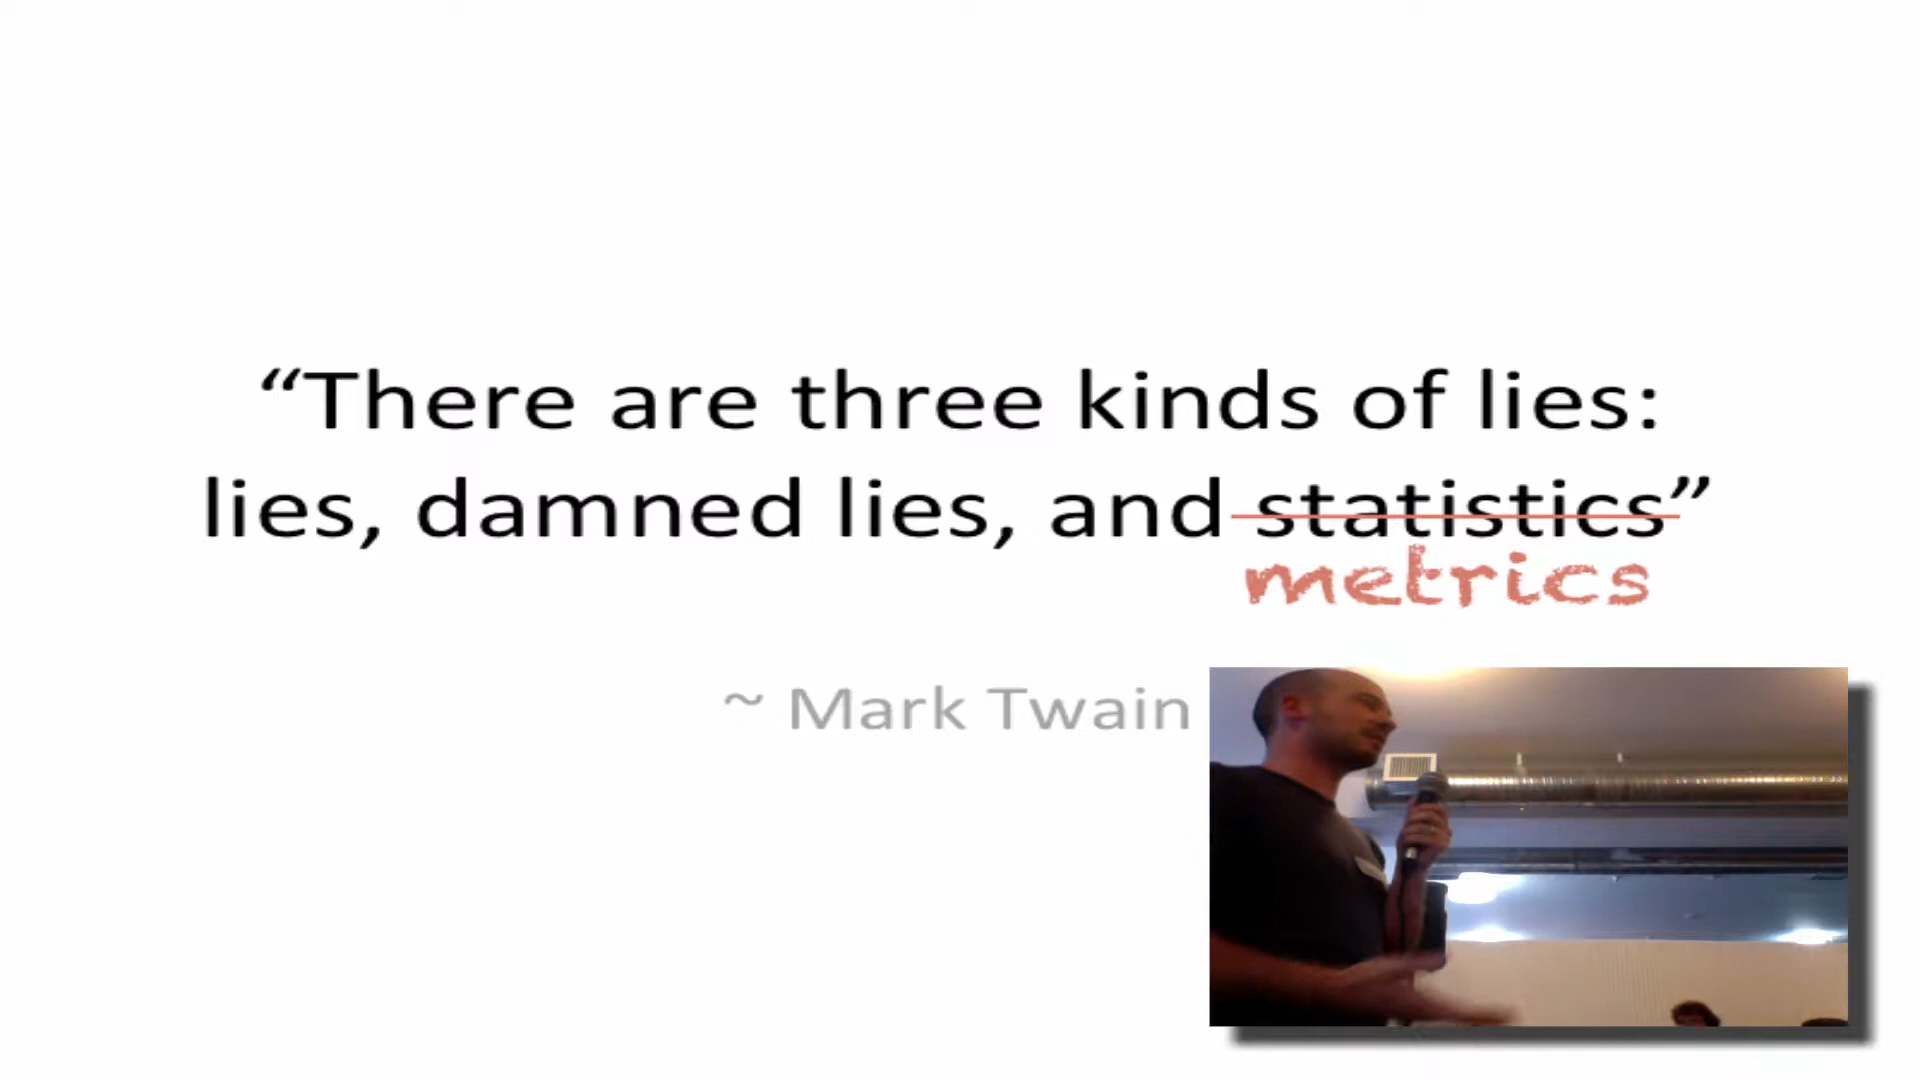 “There are three kinds of lies:
lies, damned lies, and statistics”
metrics
~ Mark Twain